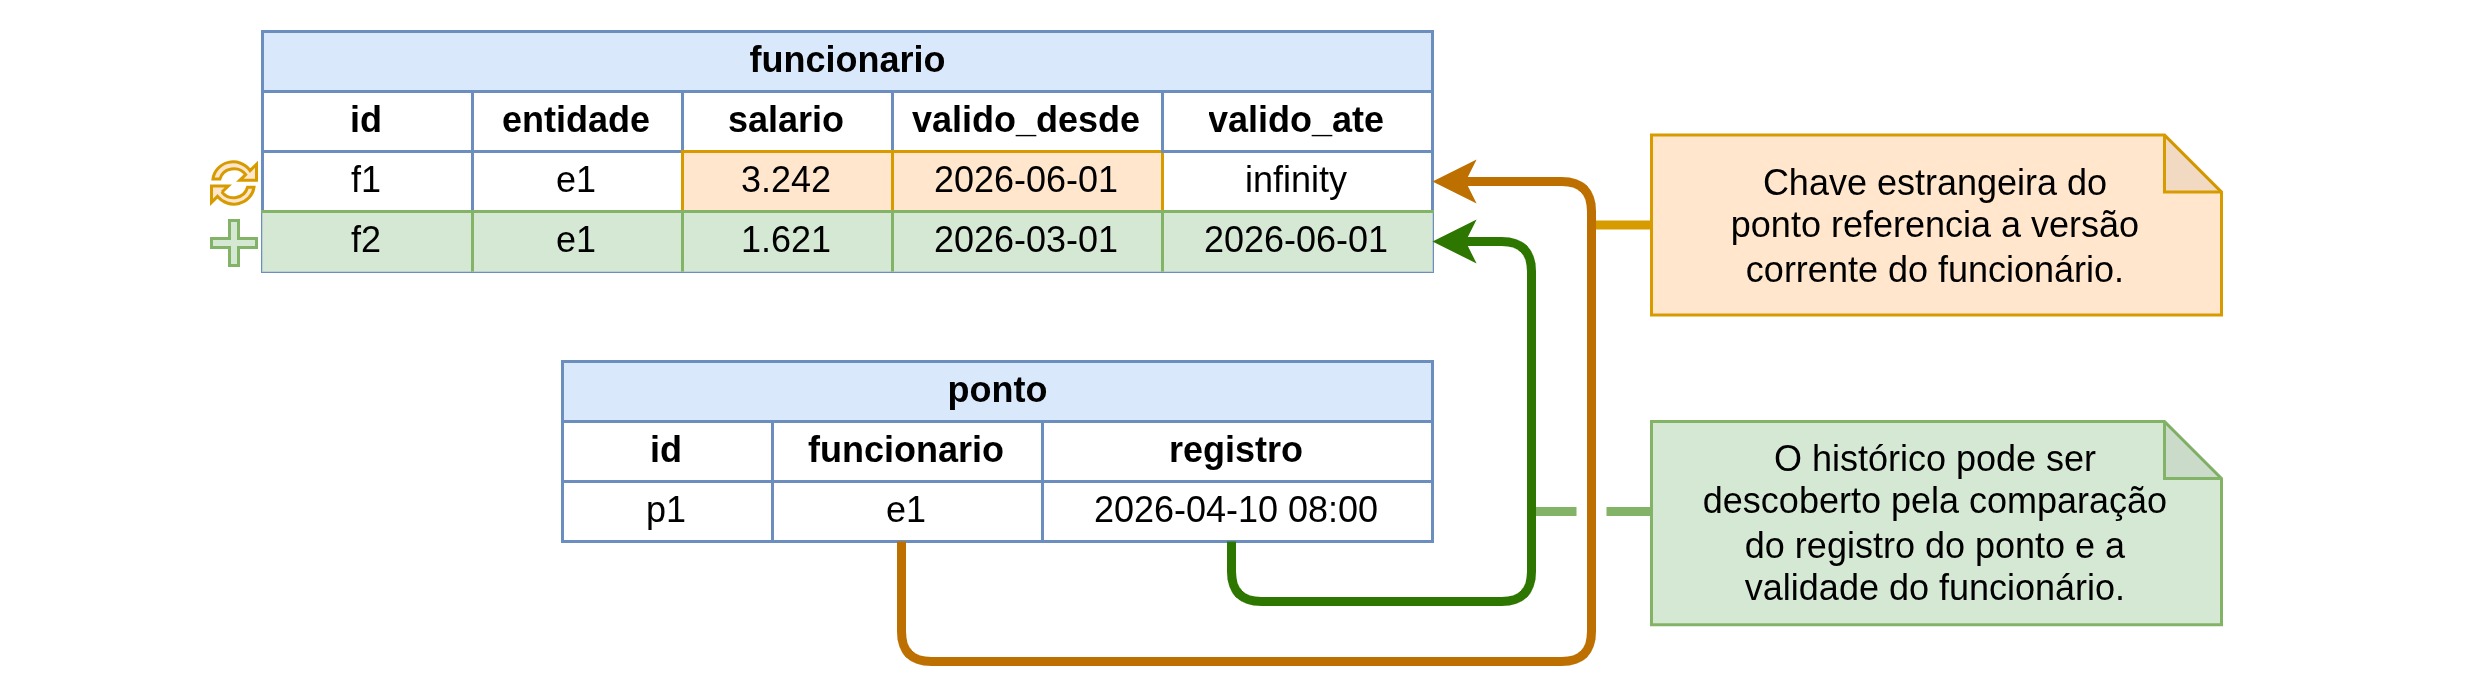 funcionario
id entidade salario valido_desde valido_ate
f1 e1 3.242 2026-06-01 infinity
f2 e1 1.621 2026-03-01 2026-06-01
Chave estrangeira do
ponto referencia a versão
corrente do funcionário.
ponto
id funcionario registro
p1 e1 2026-04-10 08:00
O histórico pode ser
descoberto pela comparação
do registro do ponto e a
validade do funcionário.